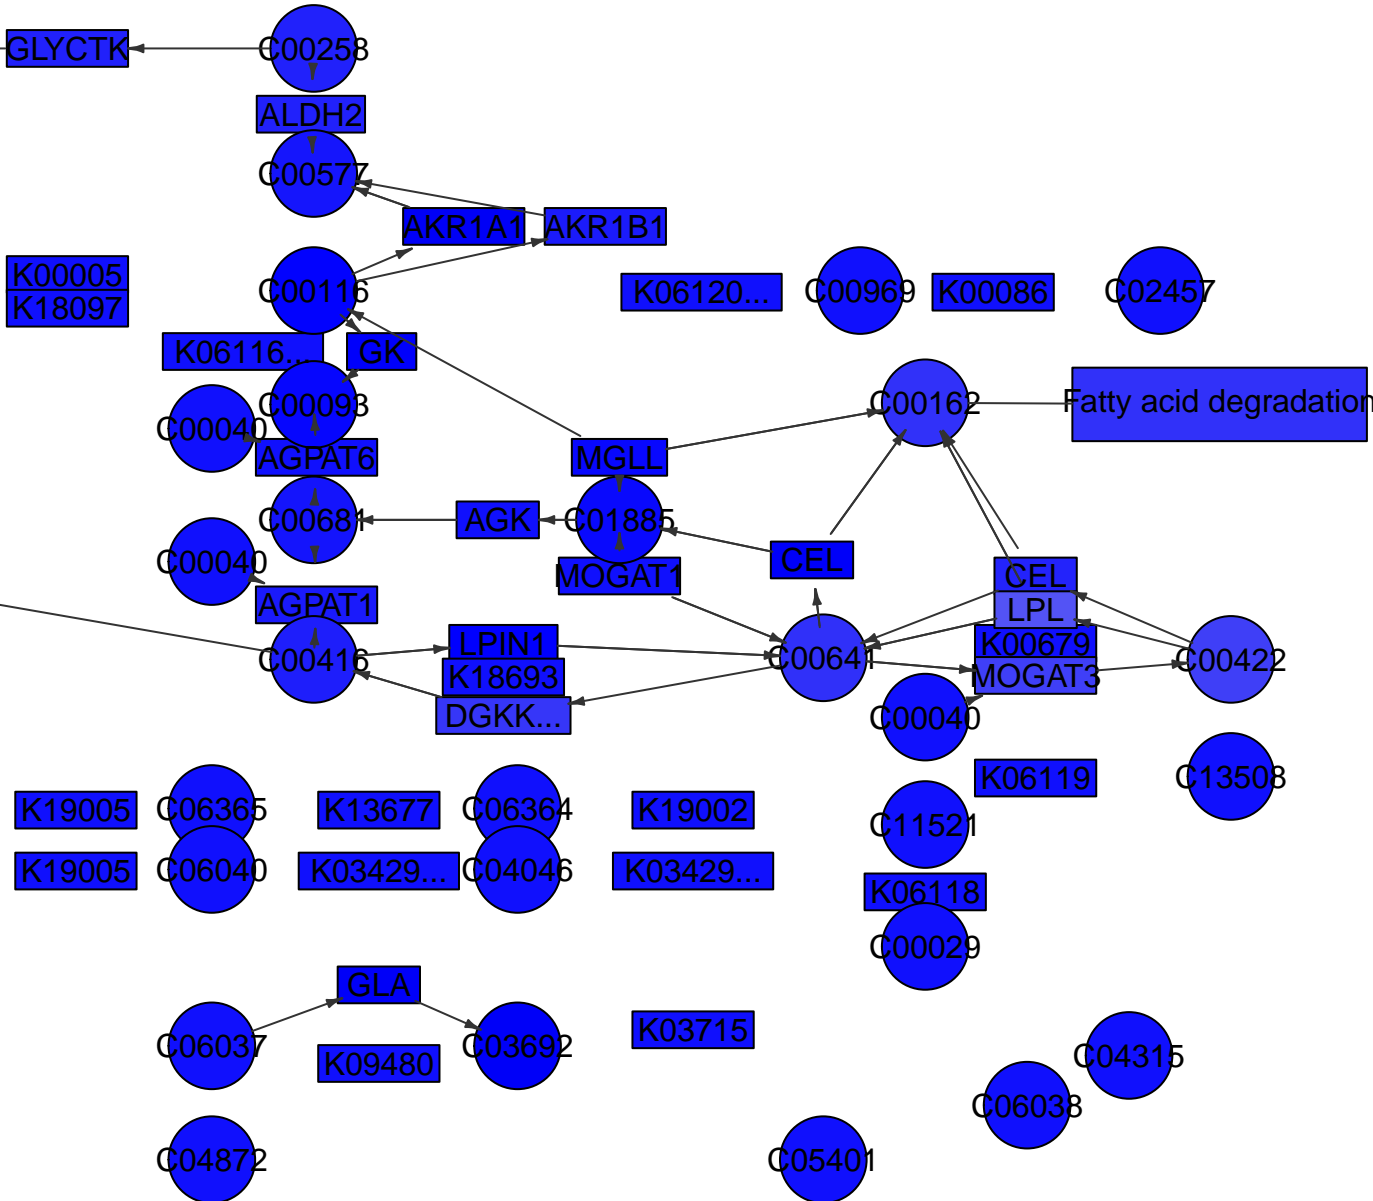 GLYCTK
C00258
ALDH2
C00577
AKR1A1
AKR1B1
K00005
C00116
K06120...
C00969
K00086
C02457
K18097
K06116...
GK
C00093
C00162
Fatty acid degradation
C00040
AGPAT6
MGLL
C00681
AGK
C01885
C00040
MOGAT1
CEL
CEL
AGPAT1
LPL
C00416
LPIN1
C00641
K00679
C00422
K18693
MOGAT3
DGKK...
C00040
K06119
C13508
K19005
C06365
K13677
C06364
K19002
C11521
K19005
C06040
K03429...
C04046
K03429...
K06118
C00029
GLA
C06037
C03692
K03715
K09480
C04315
C06038
C04872
C05401